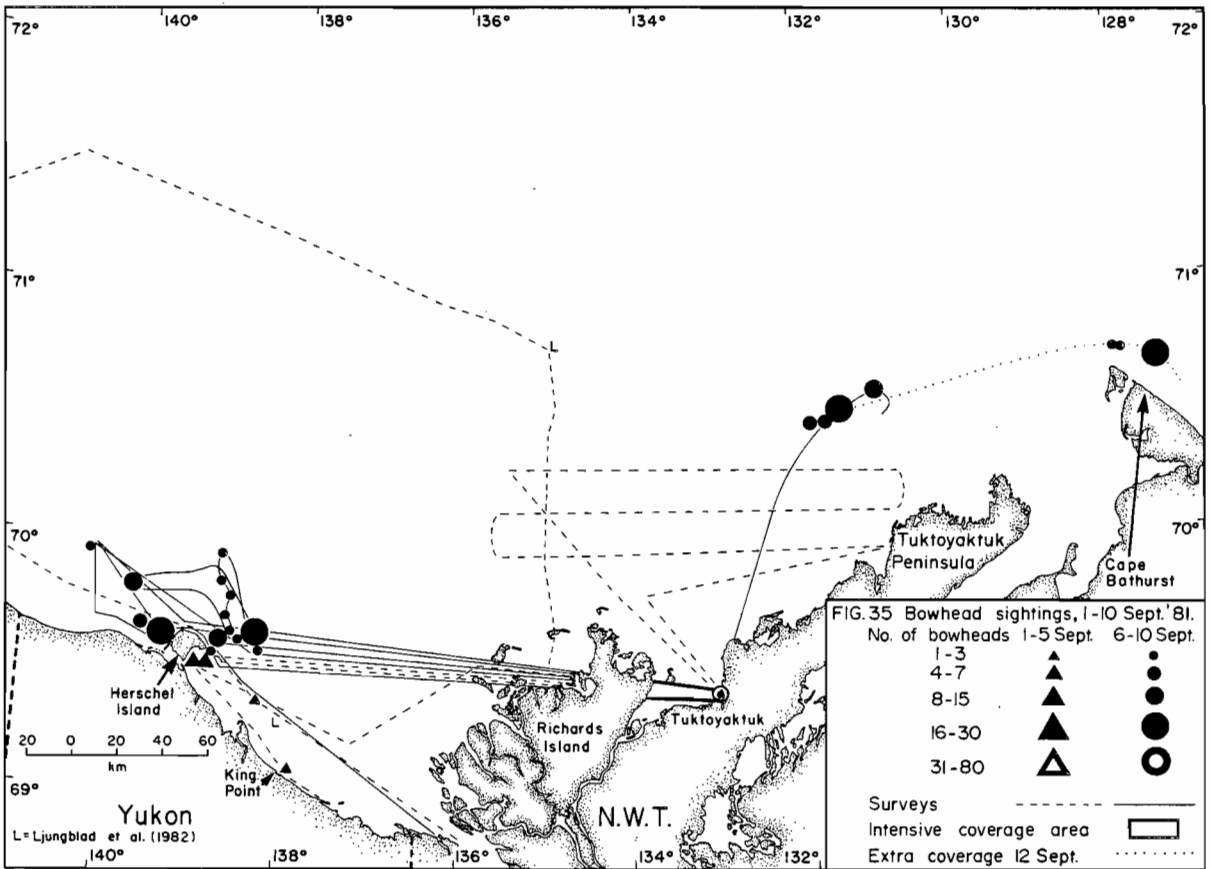 72° 140° 138° 136° 134° 132° 130° 128° 72°
71° 71°
L
70° 70°
Tuktoyaktuk
Peninsula
Cape
Bathurst
Herschel
Island
L
Richards
Island
Tuktoyaktuk
20 0 20 40 60
km
King
Point
69°
Yukon
N.W.T.
L=Ljungblad et al. (1982)
140° 138° 136° 134° 132°
FIG.35 Bowhead sightings, 1-10 Sept.'81.
No. of bowheads 1-5 Sept. 6-10 Sept.
1-3
4-7
8-15
16-30
31-80
Surveys
Intensive coverage area
Extra coverage 12 Sept.